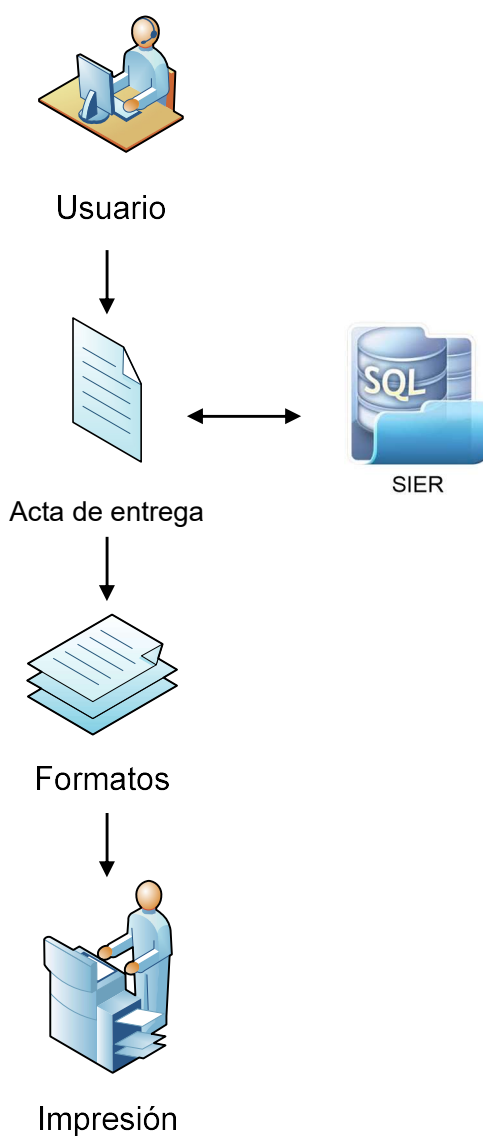 Usuario
SQL
SIER
Acta de entrega
Formatos
Impresión